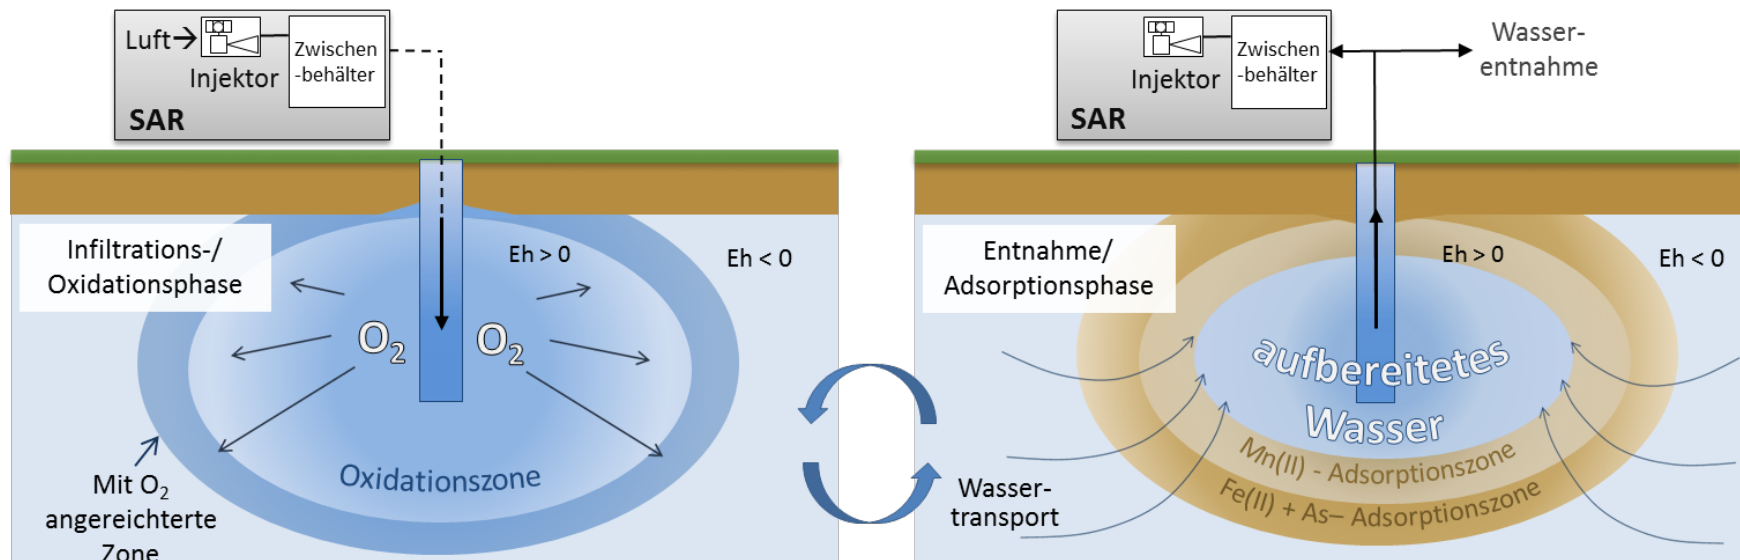 Luft
Injektor
Zwischen
-behälter
SAR
Infiltrations-/
Oxidationsphase
Eh > 0
Eh < 0
O₂
O₂
Oxidationszone
Mit O₂
angereichterte
Zone
Injektor
Zwischen
-behälter
SAR
Wasser-
entnahme
Entnahme/
Adsorptionsphase
Eh > 0
Eh < 0
aufbereitetes
Wasser
Mn(II) - Adsorptionszone
Fe(II) + As– Adsorptionszone
Wasser-
transport